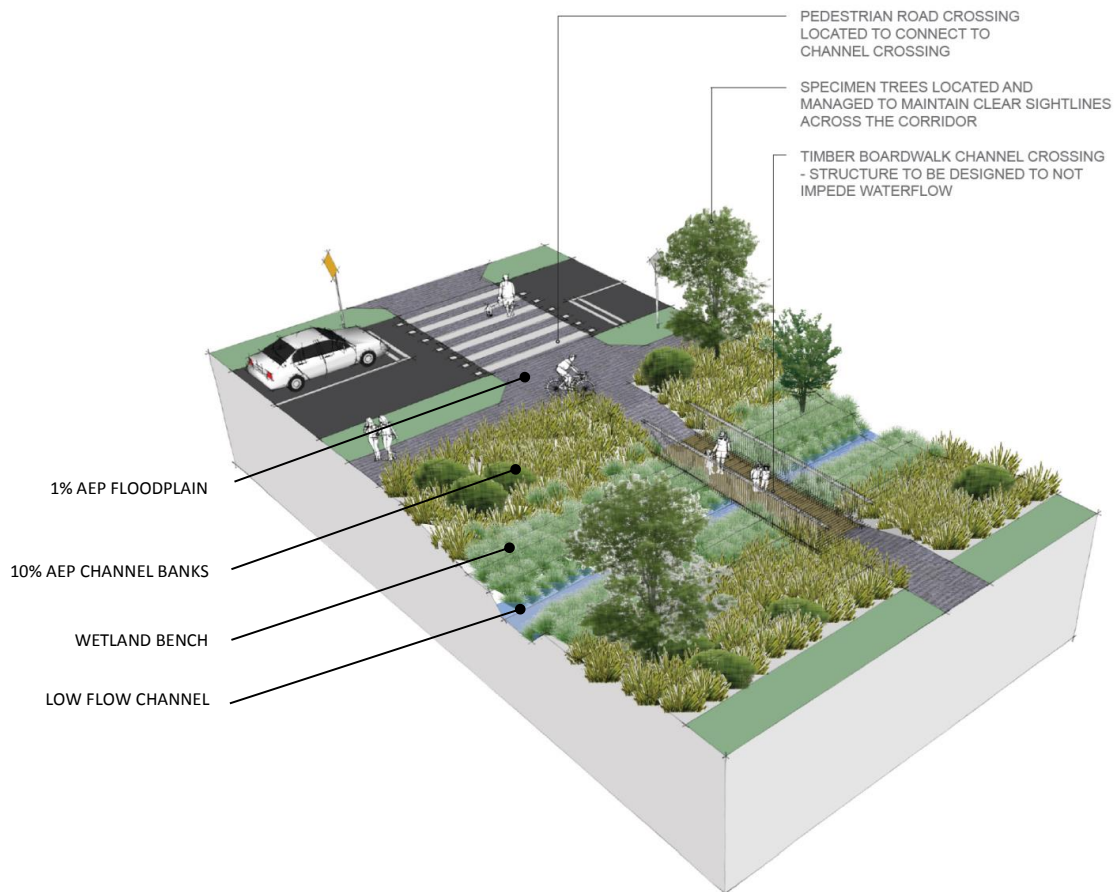 PEDESTRIAN ROAD CROSSING
LOCATED TO CONNECT TO
CHANNEL CROSSING
SPECIMEN TREES LOCATED AND
MANAGED TO MAINTAIN CLEAR SIGHTLINES
ACROSS THE CORRIDOR
TIMBER BOARDWALK CHANNEL CROSSING
- STRUCTURE TO BE DESIGNED TO NOT
IMPEDE WATERFLOW
1% AEP FLOODPLAIN
10% AEP CHANNEL BANKS
WETLAND BENCH
LOW FLOW CHANNEL